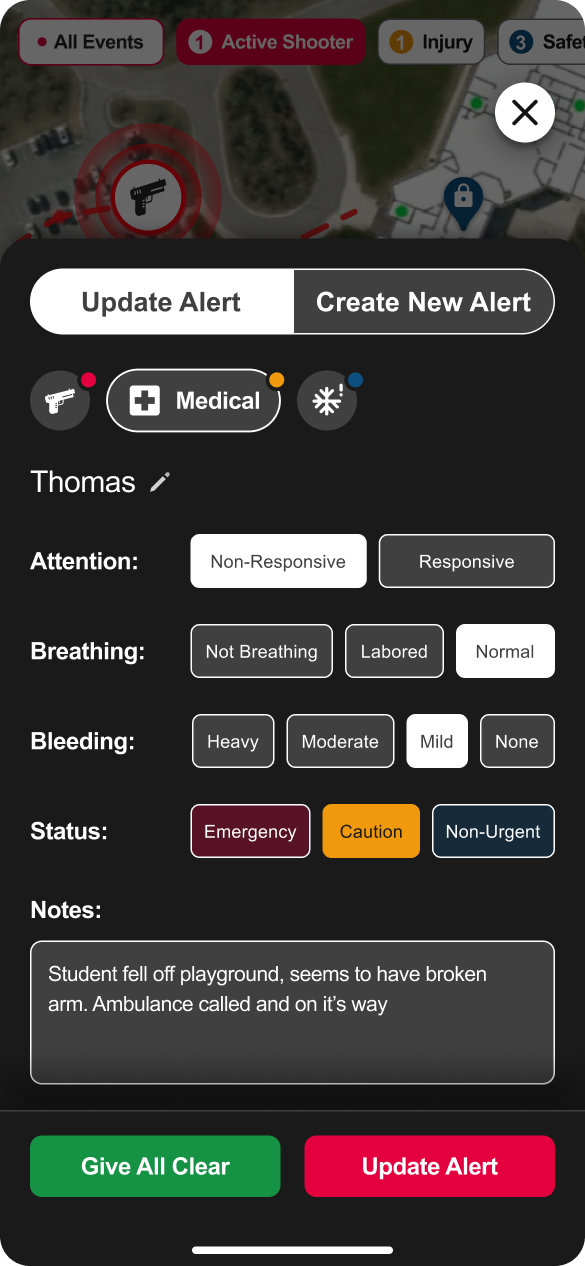 All Events
1 Active Shooter
1 Injury
3
Update Alert
Create New Alert
Medical
Thomas
Attention:
Non-Responsive
Responsive
Breathing:
Not Breathing
Labored
Normal
Bleeding:
Heavy
Moderate
Mild
None
Status:
Emergency
Caution
Non-Urgent
Notes:
Student fell off playground, seems to have broken
arm. Ambulance called and on it’s way
Give All Clear
Update Alert